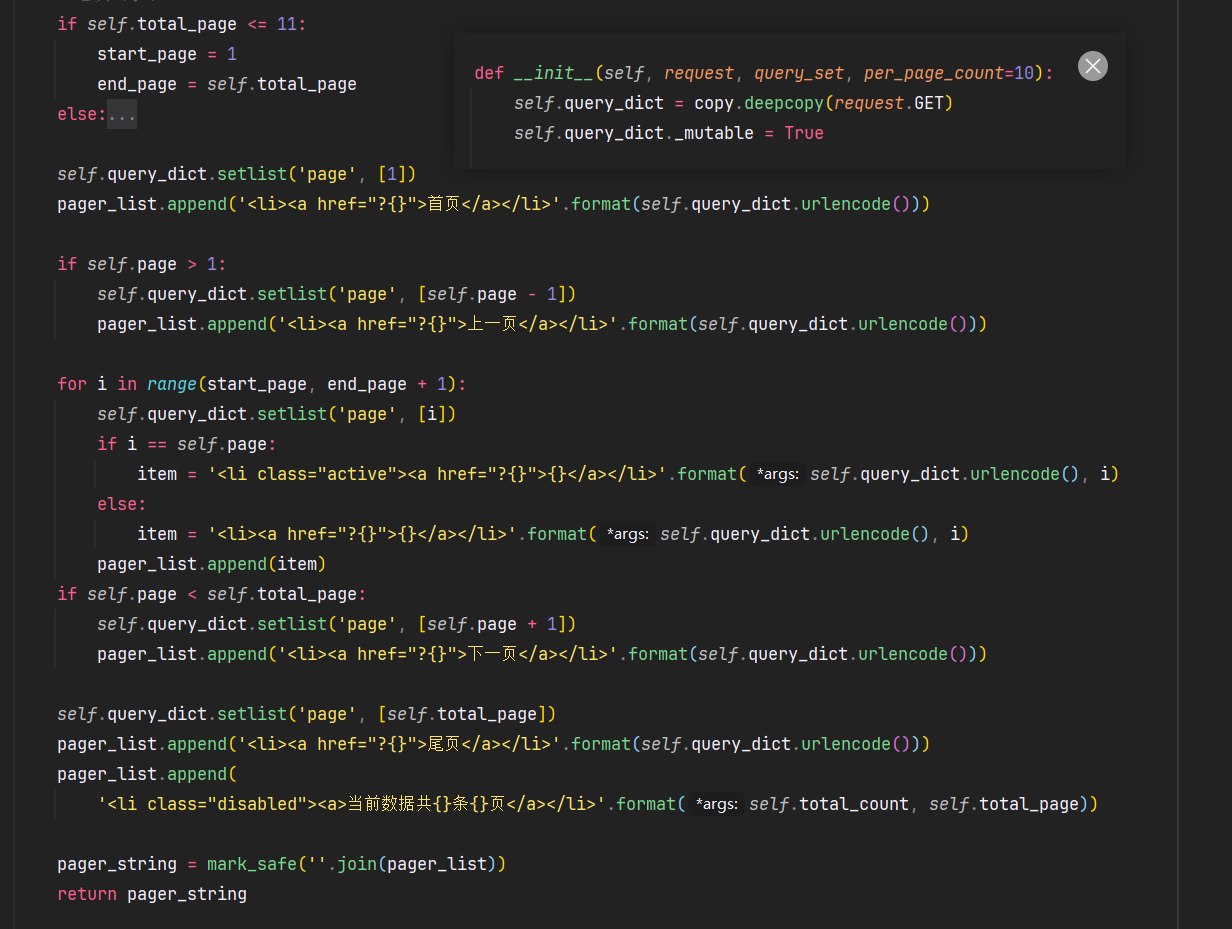 if self.total_page <= 11:
    start_page = 1
    end_page = self.total_page
else:...
def __init__(self, request, query_set, per_page_count=10):
    self.query_dict = copy.deepcopy(request.GET)
    self.query_dict._mutable = True
self.query_dict.setlist('page', [1])
pager_list.append('<li><a href="?{}">首页</a></li>'.format(self.query_dict.urlencode()))
if self.page > 1:
    self.query_dict.setlist('page', [self.page - 1])
    pager_list.append('<li><a href="?{}">上一页</a></li>'.format(self.query_dict.urlencode()))
for i in range(start_page, end_page + 1):
    self.query_dict.setlist('page', [i])
    if i == self.page:
        item = '<li class="active"><a href="?{}">{}</a></li>'.format( *args: self.query_dict.urlencode(), i)
    else:
        item = '<li><a href="?{}">{}</a></li>'.format( *args: self.query_dict.urlencode(), i)
    pager_list.append(item)
if self.page < self.total_page:
    self.query_dict.setlist('page', [self.page + 1])
    pager_list.append('<li><a href="?{}">下一页</a></li>'.format(self.query_dict.urlencode()))
self.query_dict.setlist('page', [self.total_page])
pager_list.append('<li><a href="?{}">尾页</a></li>'.format(self.query_dict.urlencode()))
pager_list.append(
    '<li class="disabled"><a>当前数据共{}条{}页</a></li>'.format( *args: self.total_count, self.total_page))
pager_string = mark_safe(''.join(pager_list))
return pager_string